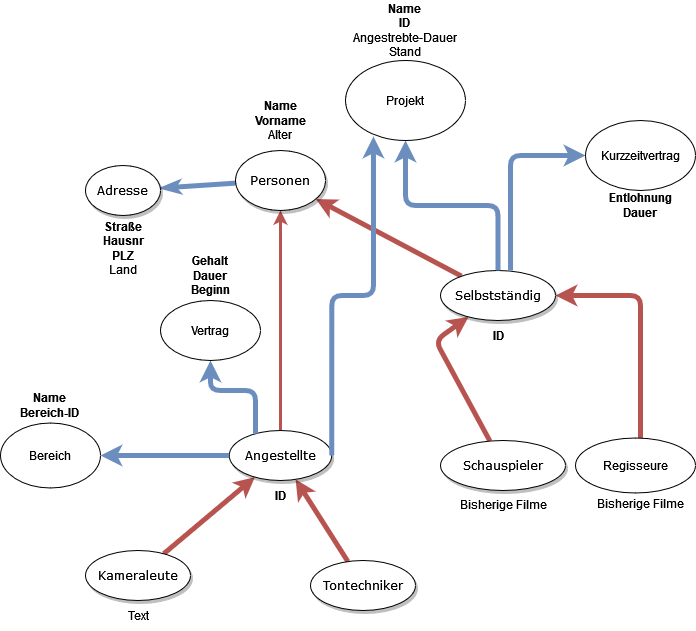 Name
ID
Angestrebte-Dauer
Stand
Projekt
Name
Vorname
Alter
Personen
Kurzzeitvertrag
Entlohnung
Dauer
Adresse
Straße
Hausnr
PLZ
Land
Gehalt
Dauer
Beginn
Vertrag
Selbstständig
ID
Name
Bereich-ID
Bereich
Angestellte
ID
Schauspieler
Bisherige Filme
Regisseure
Bisherige Filme
Kameraleute
Text
Tontechniker